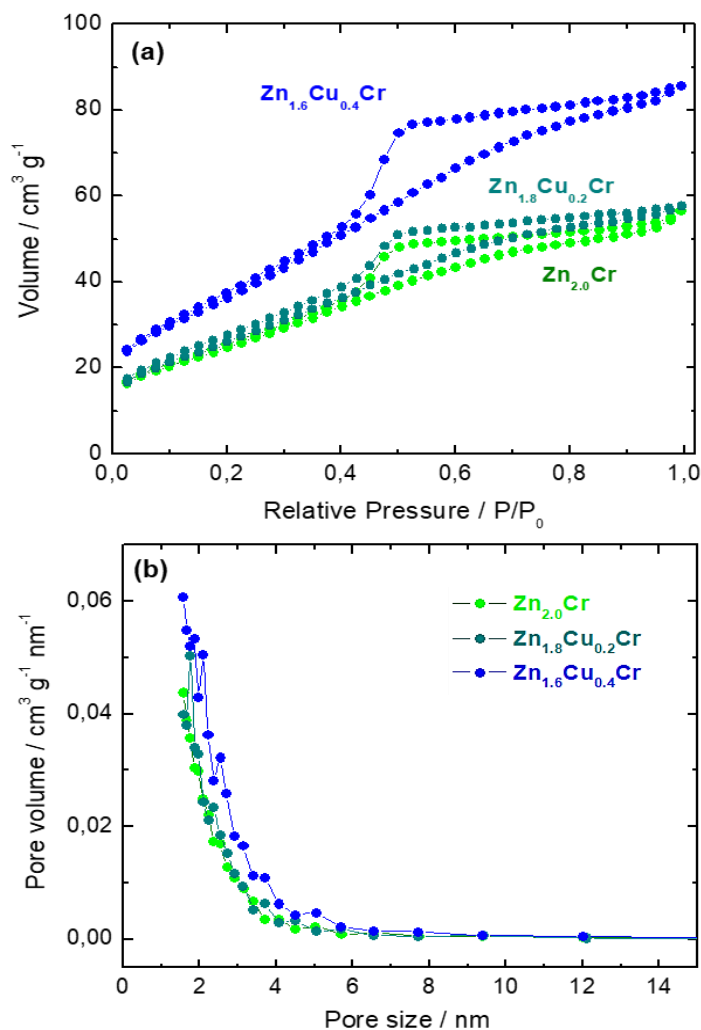 (a)
100
80
60
40
20
0
Volume / cm³ g⁻¹
Zn₁.₆Cu₀.₄Cr
Zn₁.₈Cu₀.₂Cr
Zn₂.₀Cr
0,0 0,2 0,4 0,6 0,8 1,0
Relative Pressure / P/P₀
(b)
0,06
0,04
0,02
0,00
Pore volume / cm³ g⁻¹ nm⁻¹
Zn₂.₀Cr
Zn₁.₈Cu₀.₂Cr
Zn₁.₆Cu₀.₄Cr
0 2 4 6 8 10 12 14
Pore size / nm